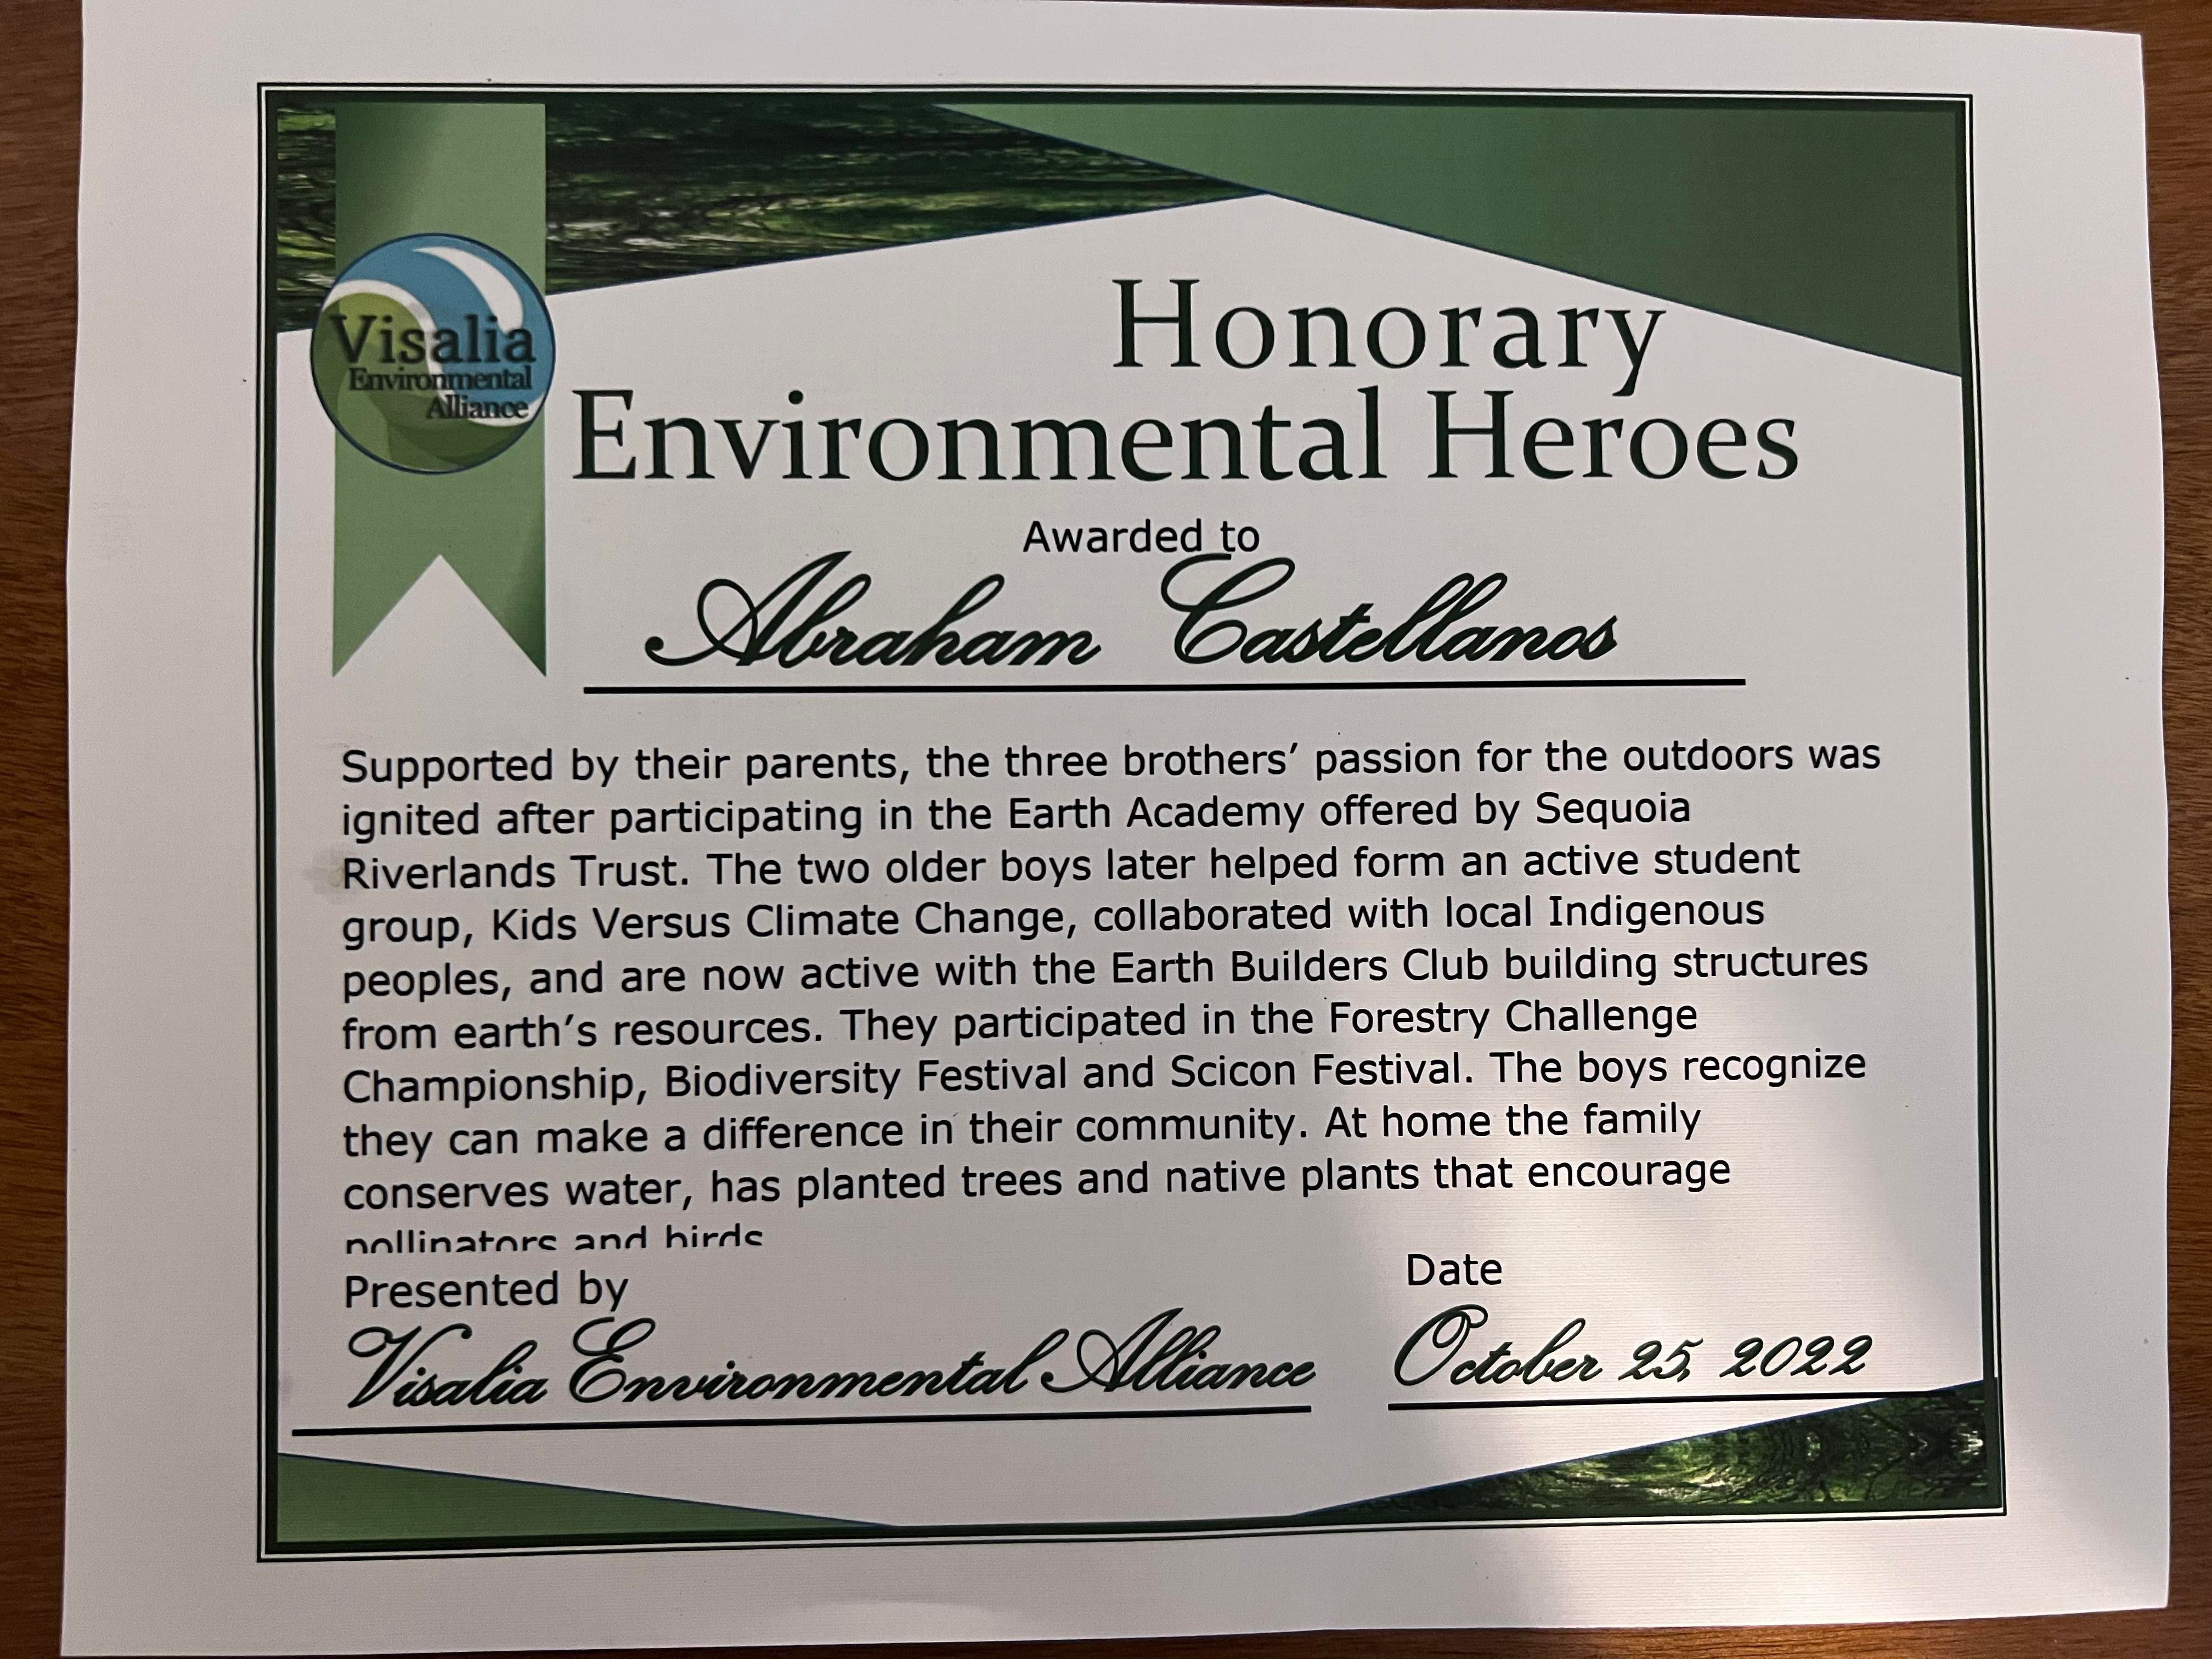 Visalia
Environmental
Alliance
Honorary
Environmental Heroes
Awarded to
Abraham Castellanos
Supported by their parents, the three brothers’ passion for the outdoors was
ignited after participating in the Earth Academy offered by Sequoia
Riverlands Trust. The two older boys later helped form an active student
group, Kids Versus Climate Change, collaborated with local Indigenous
peoples, and are now active with the Earth Builders Club building structures
from earth’s resources. They participated in the Forestry Challenge
Championship, Biodiversity Festival and Scicon Festival. The boys recognize
they can make a difference in their community. At home the family
conserves water, has planted trees and native plants that encourage
pollinators and birds
Presented by
Visalia Environmental Alliance
Date
October 25, 2022